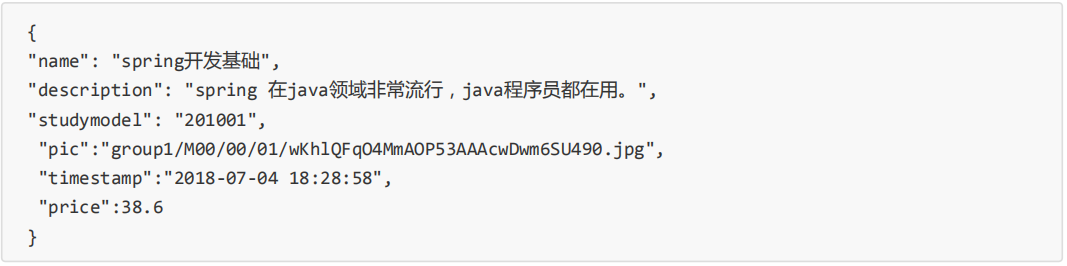 {
"name": "spring开发基础",
"description": "spring 在java领域非常流行，java程序员都在用。",
"studymodel": "201001",
"pic":"group1/M00/00/01/wKhlQFqO4MmAOP53AAAcwDwm6SU490.jpg",
"timestamp":"2018-07-04 18:28:58",
"price":38.6
}